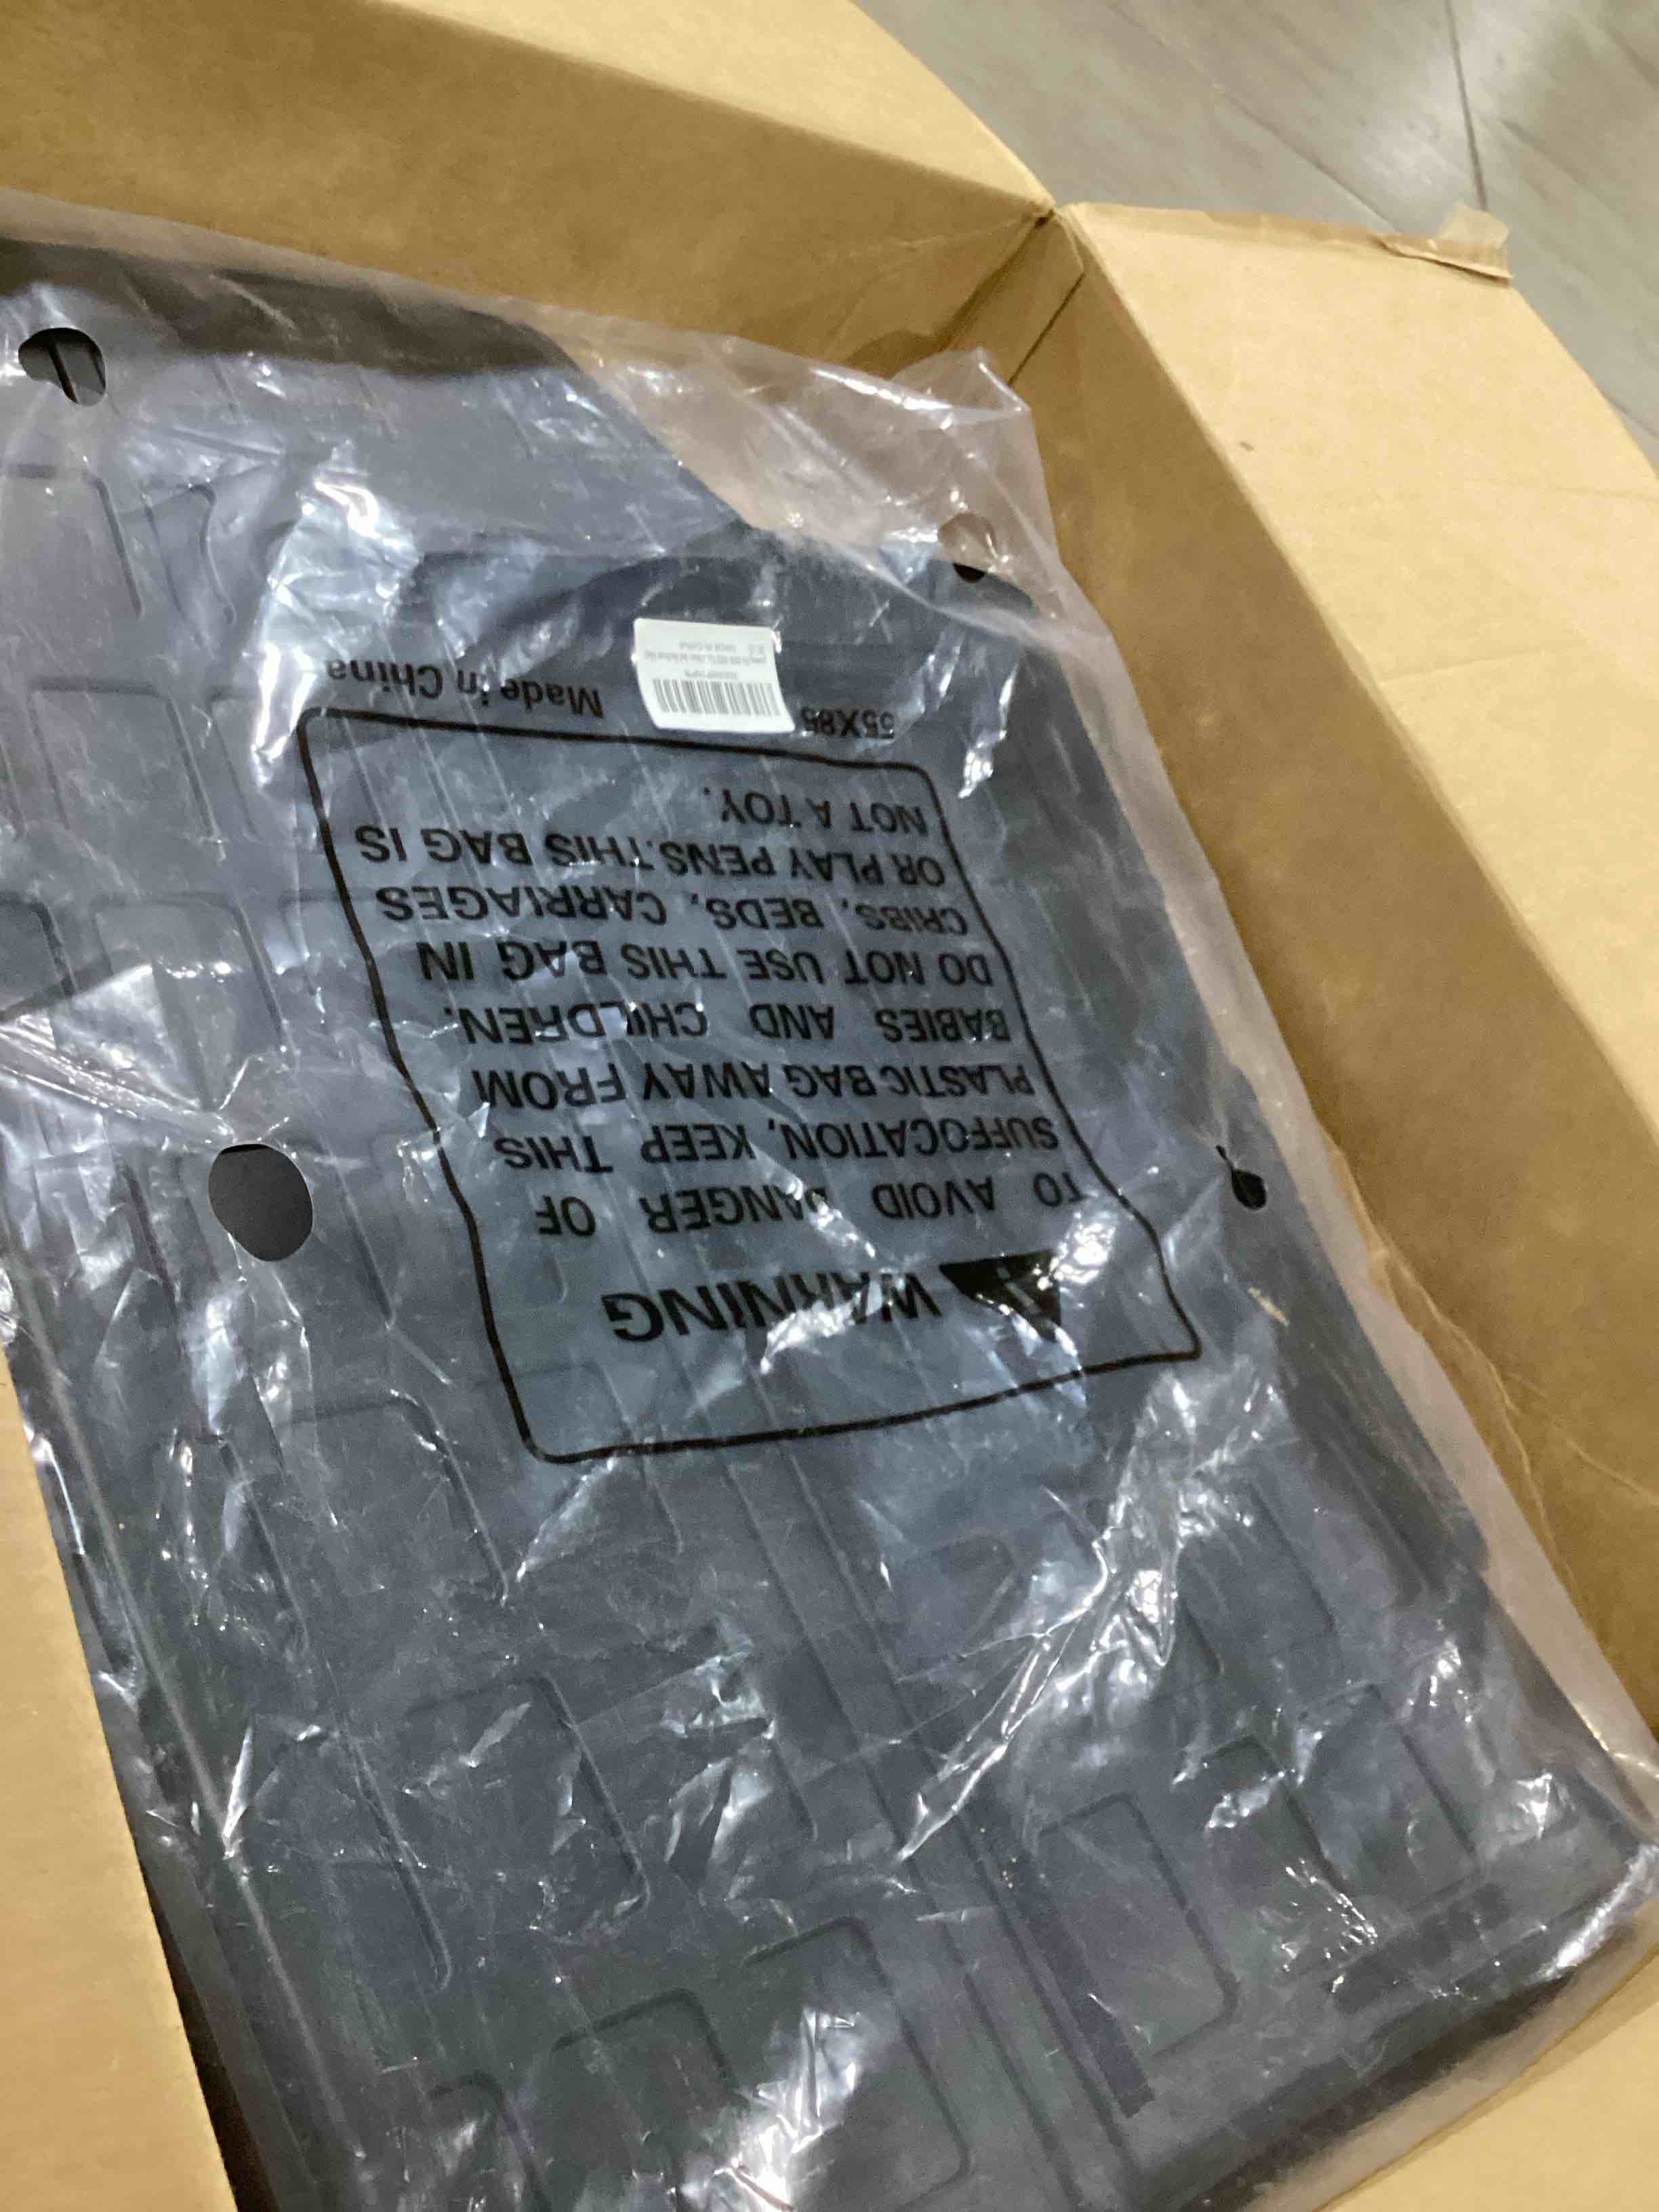 WARNING
TO AVOID DANGER OF
SUFFOCATION, KEEP THIS
PLASTIC BAG AWAY FROM
BABIES AND CHILDREN.
DO NOT USE THIS BAG IN
CRIBS, BEDS, CARRIAGES
OR PLAY PENS.THIS BAG IS
NOT A TOY.
55X85 Made in China